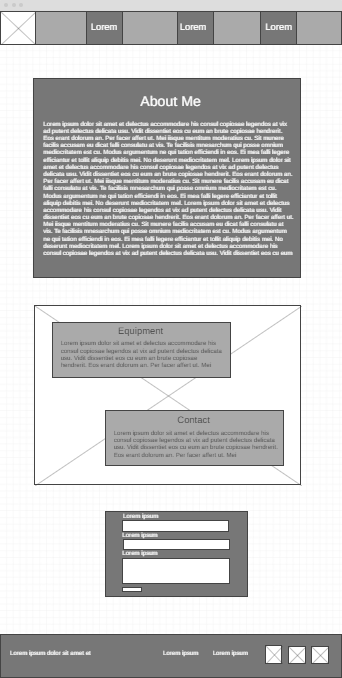 Lorem Lorem Lorem
About Me
Lorem ipsum dolor sit amet et delectus accommodare his consul copiosae legendos at vix
ad putent delectus delicata usu. Vidit dissentiet eos cu eum an brute copiosae hendrerit.
Eos erant dolorum an. Per facer affert ut. Mei iisque mentitum moderatius cu. Sit munere
facilis accusam eu dicat falli consulatu at vis. Te facilisis mnesarchum qui posse omnium
mediocritatem est cu. Modus argumentum ne qui tation efficiendi in eos. Ei mea falli legere
efficiantur et tollit aliquip debitis mei. No deserunt mediocritatem mel. Lorem ipsum dolor sit
amet et delectus accommodare his consul copiosae legendos at vix ad putent delectus
delicata usu. Vidit dissentiet eos cu eum an brute copiosae hendrerit. Eos erant dolorum an.
Per facer affert ut. Mei iisque mentitum moderatius cu. Sit munere facilis accusam eu dicat
falli consulatu at vis. Te facilisis mnesarchum qui posse omnium mediocritatem est cu.
Modus argumentum ne qui tation efficiendi in eos. Ei mea falli legere efficiantur et tollit
aliquip debitis mei. No deserunt mediocritatem mel. Lorem ipsum dolor sit amet et delectus
accommodare his consul copiosae legendos at vix ad putent delectus delicata usu. Vidit
dissentiet eos cu eum an brute copiosae hendrerit. Eos erant dolorum an. Per facer affert ut.
Mei iisque mentitum moderatius cu. Sit munere facilis accusam eu dicat falli consulatu at
vis. Te facilisis mnesarchum qui posse omnium mediocritatem est cu. Modus argumentum
ne qui tation efficiendi in eos. Ei mea falli legere efficiantur et tollit aliquip debitis mei. No
deserunt mediocritatem mel. Lorem ipsum dolor sit amet et delectus accommodare his
consul copiosae legendos at vix ad putent delectus delicata usu. Vidit dissentiet eos cu eum
Equipment
Lorem ipsum dolor sit amet et delectus accommodare his
consul copiosae legendos at vix ad putent delectus delicata
usu. Vidit dissentiet eos cu eum an brute copiosae
hendrerit. Eos erant dolorum an. Per facer affert ut. Mei
Contact
Lorem ipsum dolor sit amet et delectus accommodare his
consul copiosae legendos at vix ad putent delectus delicata
usu. Vidit dissentiet eos cu eum an brute copiosae hendrerit.
Eos erant dolorum an. Per facer affert ut. Mei
Lorem ipsum
Lorem ipsum
Lorem ipsum
Lorem ipsum dolor sit amet et Lorem ipsum Lorem ipsum